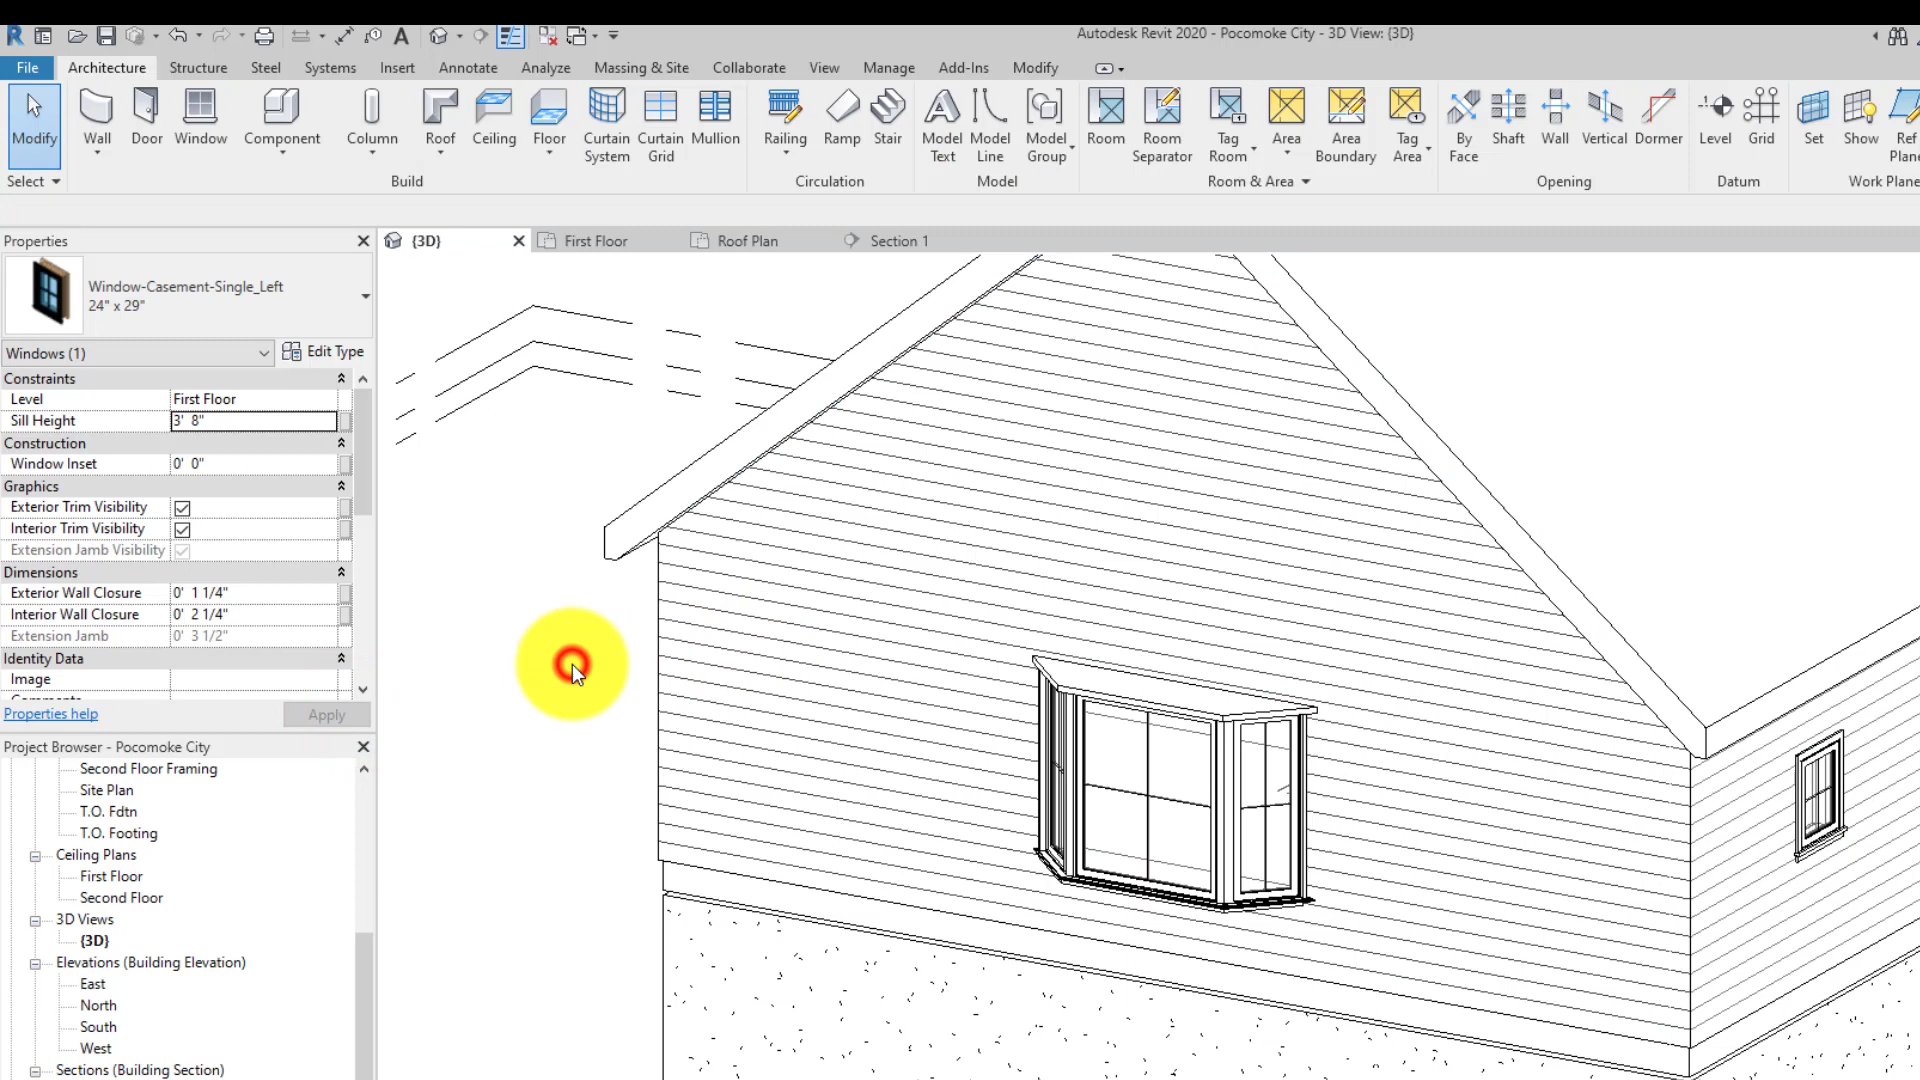 Autodesk Revit 2020 - Pocomoke City - 3D View: {3D}
File Architecture Structure Steel Systems Insert Annotate Analyze Massing & Site Collaborate View Manage Add-Ins Modify
Modify Wall Door Window Component Column Roof Ceiling Floor Curtain System Curtain Grid Mullion Railing Ramp Stair Model Text Model Line Model Group Room Room Separator Tag Room Area Area Boundary Tag Area By Face Shaft Wall Vertical Dormer Level Grid Set Show Ref Plane
Select Build Circulation Model Room & Area Opening Datum Work Plane
Properties
{3D} First Floor Roof Plan Section 1
Window-Casement-Single_Left
24" x 29"
Windows (1) Edit Type
Constraints
Level First Floor
Sill Height 3' 8"
Construction
Window Inset 0' 0"
Graphics
Exterior Trim Visibility
Interior Trim Visibility
Extension Jamb Visibility
Dimensions
Exterior Wall Closure 0' 1 1/4"
Interior Wall Closure 0' 2 1/4"
Extension Jamb 0' 3 1/2"
Identity Data
Image
Properties help Apply
Project Browser - Pocomoke City
Second Floor Framing
Site Plan
T.O. Fdtn
T.O. Footing
Ceiling Plans
First Floor
Second Floor
3D Views
{3D}
Elevations (Building Elevation)
East
North
South
West
Sections (Building Section)